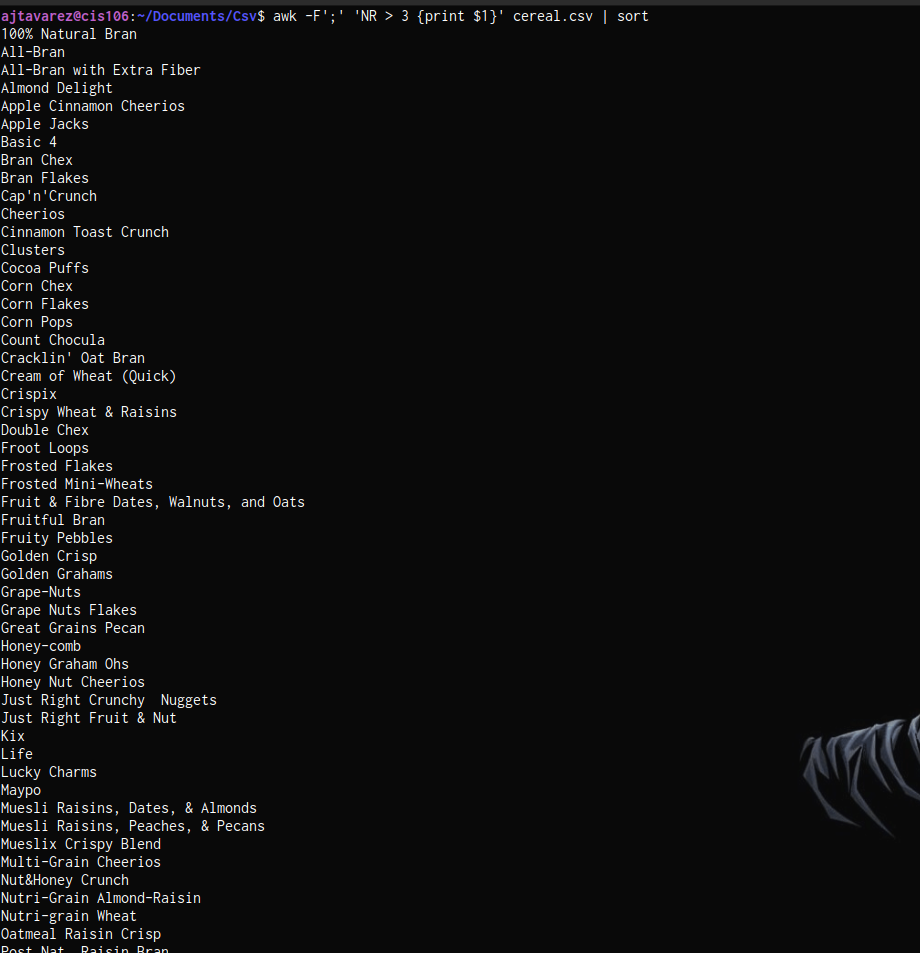 ajtavarez@cis106:~/Documents/Csv$ awk -F';' 'NR > 3 {print $1}' cereal.csv | sort
100% Natural Bran
All-Bran
All-Bran with Extra Fiber
Almond Delight
Apple Cinnamon Cheerios
Apple Jacks
Basic 4
Bran Chex
Bran Flakes
Cap'n'Crunch
Cheerios
Cinnamon Toast Crunch
Clusters
Cocoa Puffs
Corn Chex
Corn Flakes
Corn Pops
Count Chocula
Cracklin' Oat Bran
Cream of Wheat (Quick)
Crispix
Crispy Wheat & Raisins
Double Chex
Froot Loops
Frosted Flakes
Frosted Mini-Wheats
Fruit & Fibre Dates, Walnuts, and Oats
Fruitful Bran
Fruity Pebbles
Golden Crisp
Golden Grahams
Grape-Nuts
Grape Nuts Flakes
Great Grains Pecan
Honey-comb
Honey Graham Ohs
Honey Nut Cheerios
Just Right Crunchy  Nuggets
Just Right Fruit & Nut
Kix
Life
Lucky Charms
Maypo
Muesli Raisins, Dates, & Almonds
Muesli Raisins, Peaches, & Pecans
Mueslix Crispy Blend
Multi-Grain Cheerios
Nut&Honey Crunch
Nutri-Grain Almond-Raisin
Nutri-grain Wheat
Oatmeal Raisin Crisp
Post Nat. Raisin Bran